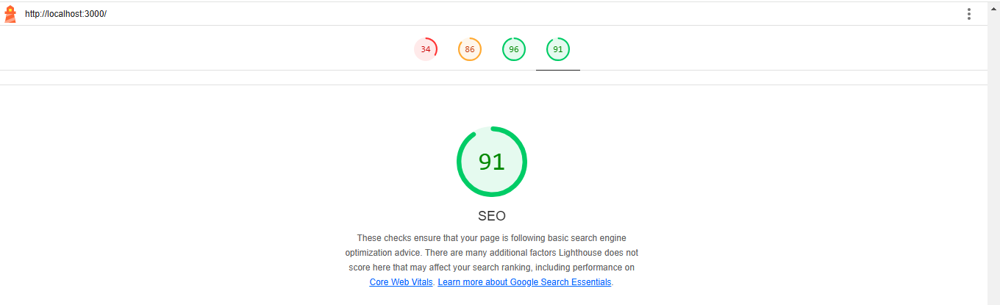 http://localhost:3000/
34 86 96 91
91
SEO
These checks ensure that your page is following basic search engine
optimization advice. There are many additional factors Lighthouse does not
score here that may affect your search ranking, including performance on
Core Web Vitals. Learn more about Google Search Essentials.